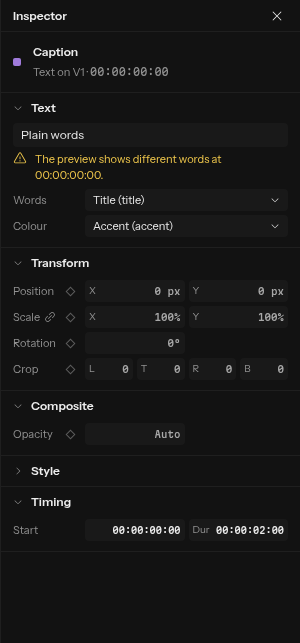 Inspector
Caption
Text on V1·00:00:00:00
Text
Plain words
The preview shows different words at
00:00:00:00.
Words Title (title)
Colour Accent (accent)
Transform
Position X 0 px Y 0 px
Scale X 100% Y 100%
Rotation 0°
Crop L 0 T 0 R 0 B 0
Composite
Opacity Auto
Style
Timing
Start 00:00:00:00 Dur 00:00:02:00